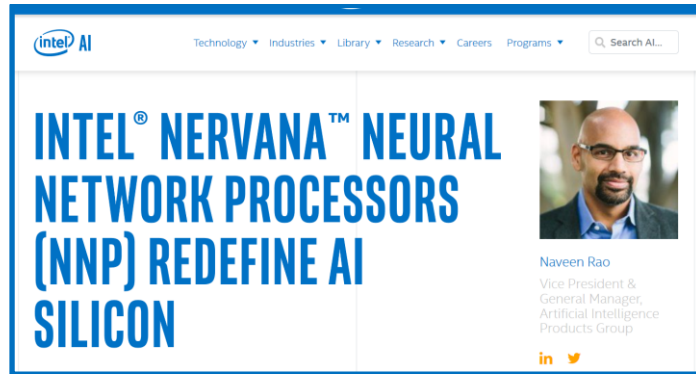 intel AI
Technology Industries Library Research Careers Programs Search AI...
INTEL® NERVANA™ NEURAL
NETWORK PROCESSORS
(NNP) REDEFINE AI
SILICON
Naveen Rao
Vice President &
General Manager,
Artificial Intelligence
Products Group
in